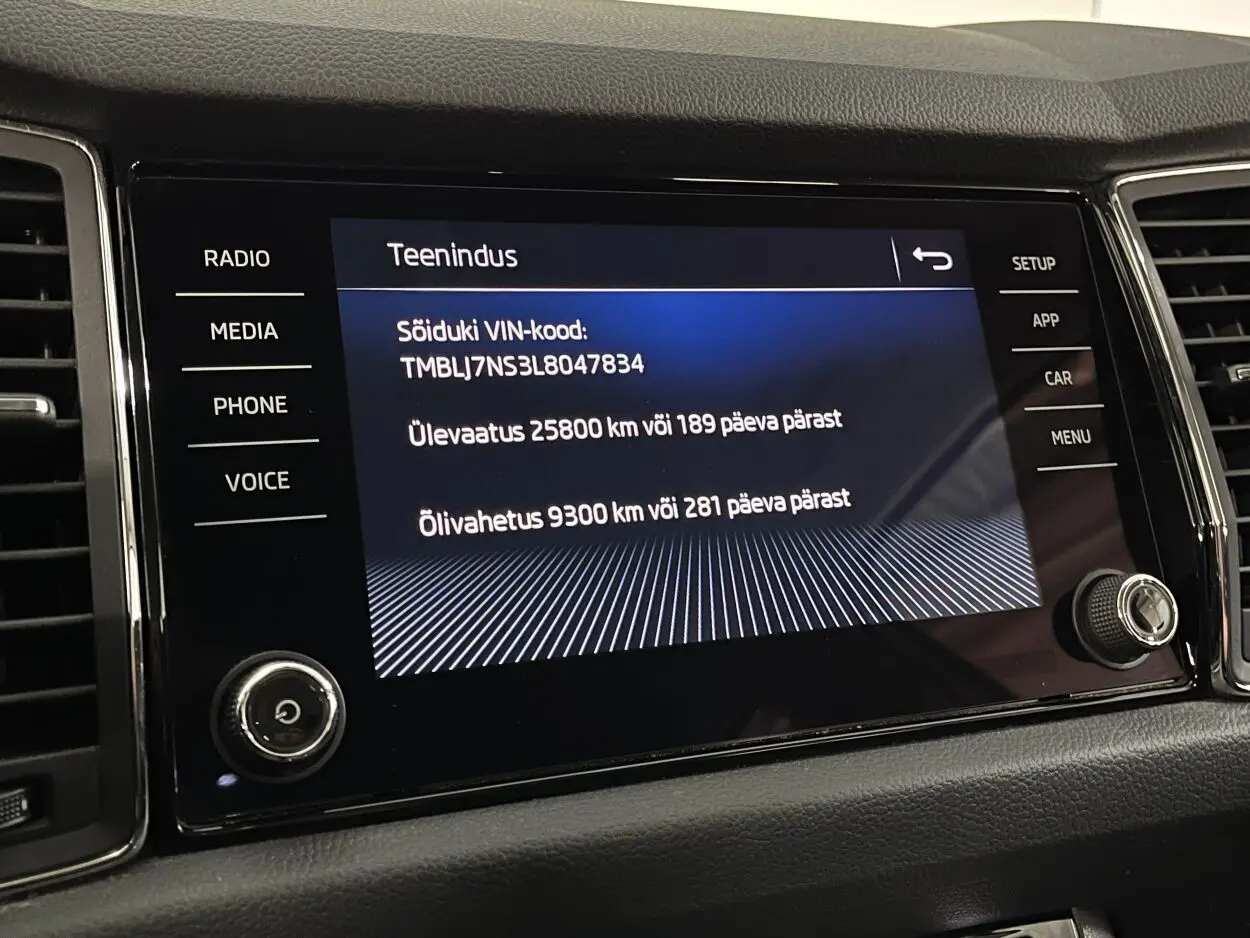 RADIO
MEDIA
PHONE
VOICE
Teenindus
Sõiduki VIN-kood:
TMBLJ7NS3L8047834
Ülevaatus 25800 km või 189 päeva pärast
Õlivahetus 9300 km või 281 päeva pärast
SETUP
APP
CAR
MENU